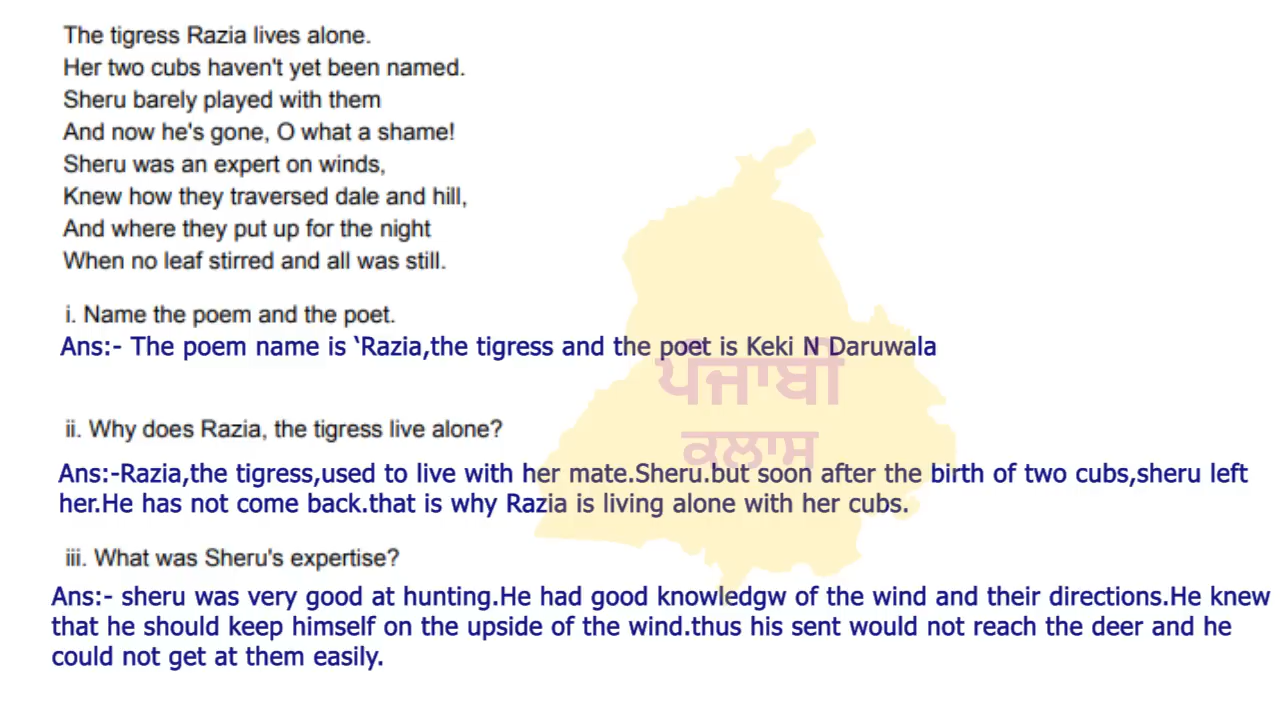 The tigress Razia lives alone.
Her two cubs haven't yet been named.
Sheru barely played with them
And now he's gone, O what a shame!
Sheru was an expert on winds,
Knew how they traversed dale and hill,
And where they put up for the night
When no leaf stirred and all was still.
i. Name the poem and the poet.
Ans:- The poem name is ‘Razia,the tigress and the poet is Keki N Daruwala
ਪੰਜਾਬੀ
ii. Why does Razia, the tigress live alone?
ਕਲਾਸ
Ans:-Razia,the tigress,used to live with her mate.Sheru.but soon after the birth of two cubs,sheru left
her.He has not come back.that is why Razia is living alone with her cubs.
iii. What was Sheru's expertise?
Ans:- sheru was very good at hunting.He had good knowledgw of the wind and their directions.He knew
that he should keep himself on the upside of the wind.thus his sent would not reach the deer and he
could not get at them easily.